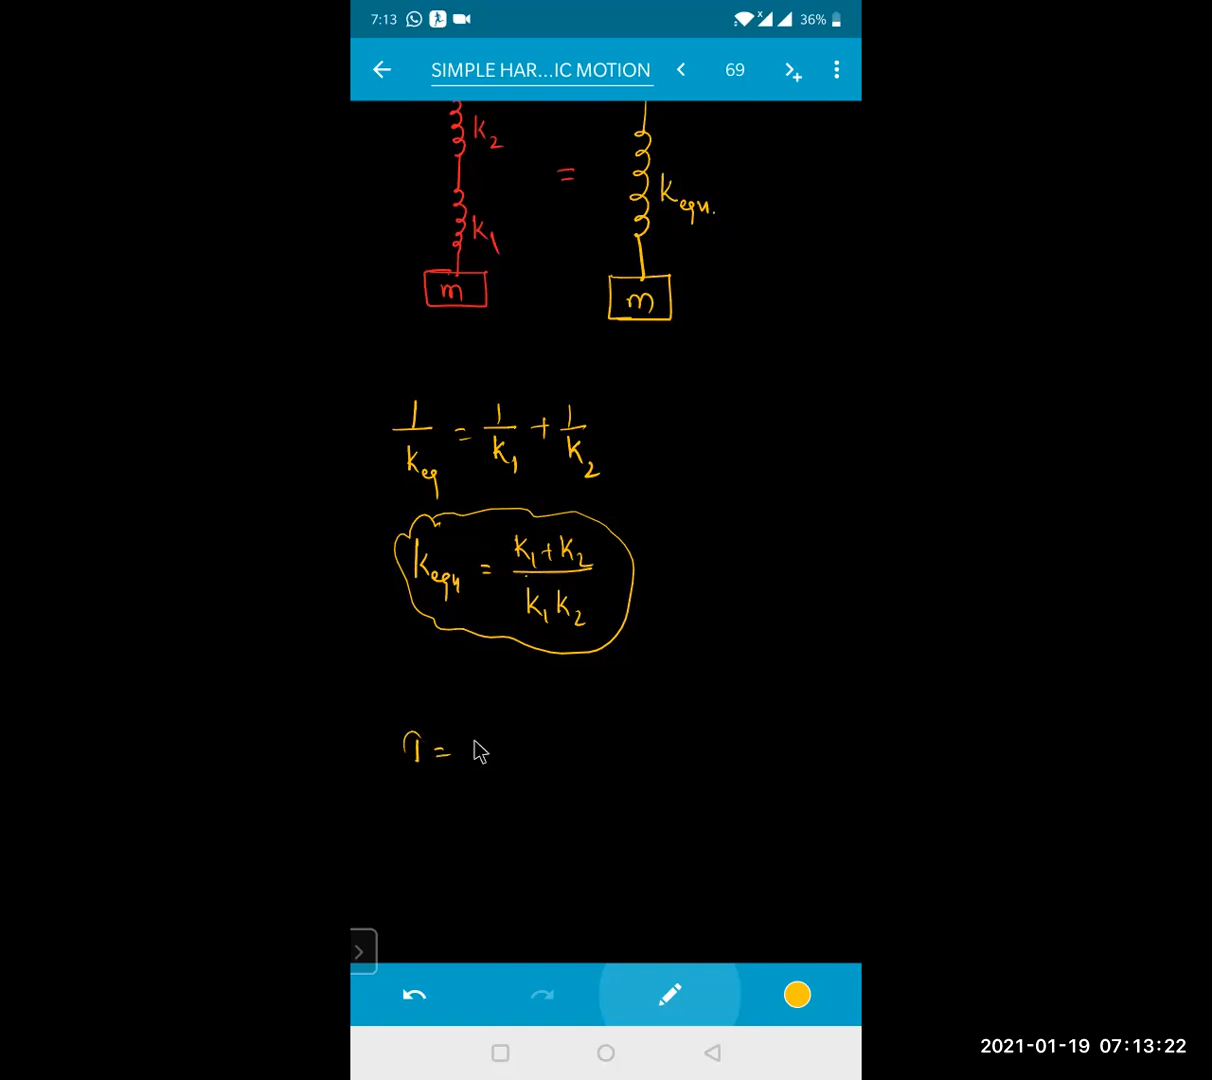 7:13
36%
SIMPLE HAR...IC MOTION
69
K2
=
Kequ.
K1
m
m
1/Keq = 1/K1 + 1/K2
Kequ = K1+K2/K1K2
T =
2021-01-19 07:13:22